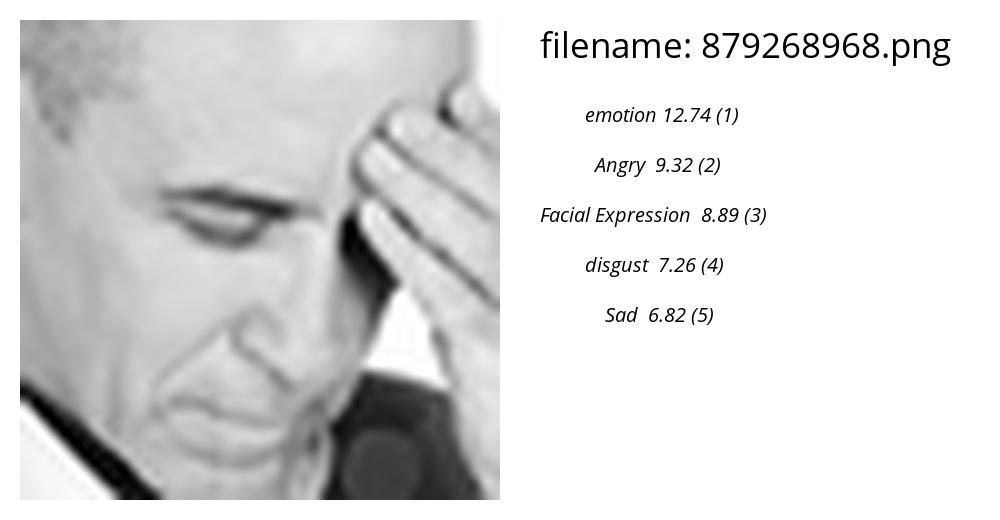 filename: 879268968.png
emotion 12.74 (1)
Angry 9.32 (2)
Facial Expression 8.89 (3)
disgust 7.26 (4)
Sad 6.82 (5)